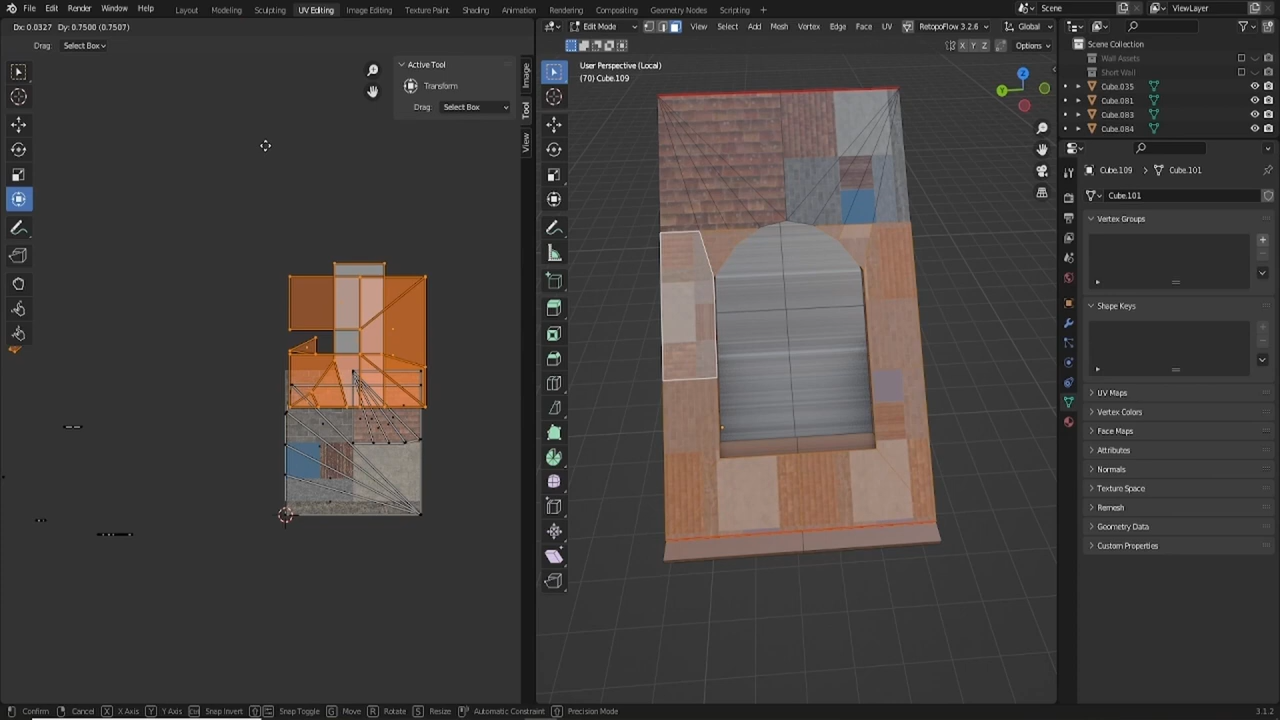 File Edit Render Window Help Layout Modeling Sculpting UV Editing Image Editing Texture Paint Shading Animation Rendering Compositing Geometry Nodes Scripting + Scene ViewLayer
Dx: 0.0327 Dy: 0.7500 (0.7507)
Drag: Select Box
Active Tool
Transform
Drag: Select Box
Image
Tool
View
Edit Mode View Select Add Mesh Vertex Edge Face UV RetopoFlow 3.2.6 Global
X Y Z Options
User Perspective (Local)
(70) Cube.109
Z
Y
Scene Collection
Wall Assets
Short Wall
Cube.035
Cube.081
Cube.083
Cube.084
Cube.109 Cube.101
Cube.101
Vertex Groups
Shape Keys
UV Maps
Vertex Colors
Face Maps
Attributes
Normals
Texture Space
Remesh
Geometry Data
Custom Properties
Confirm Cancel X X Axis Y Y Axis Snap Invert Snap Toggle G Move R Rotate S Resize Automatic Constraint Precision Mode 3.1.2